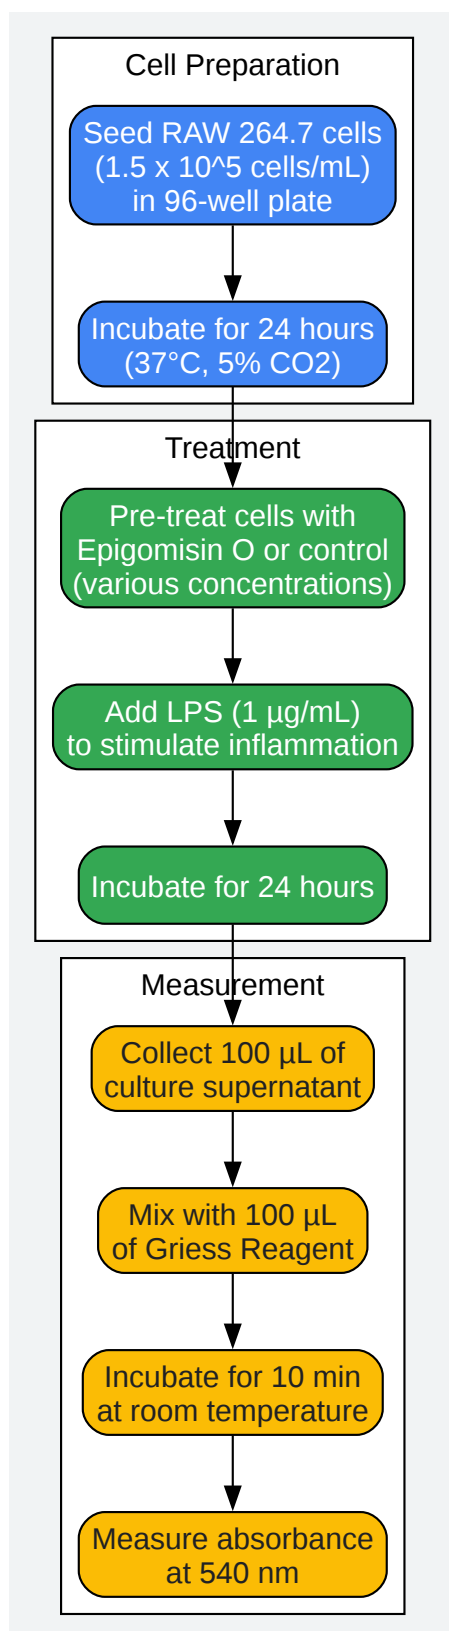 Cell Preparation
Seed RAW 264.7 cells
(1.5 x 10^5 cells/mL)
in 96-well plate
Incubate for 24 hours
(37°C, 5% CO2)
Treatment
Pre-treat cells with
Epigomisin O or control
(various concentrations)
Add LPS (1 µg/mL)
to stimulate inflammation
Incubate for 24 hours
Measurement
Collect 100 µL of
culture supernatant
Mix with 100 µL
of Griess Reagent
Incubate for 10 min
at room temperature
Measure absorbance
at 540 nm